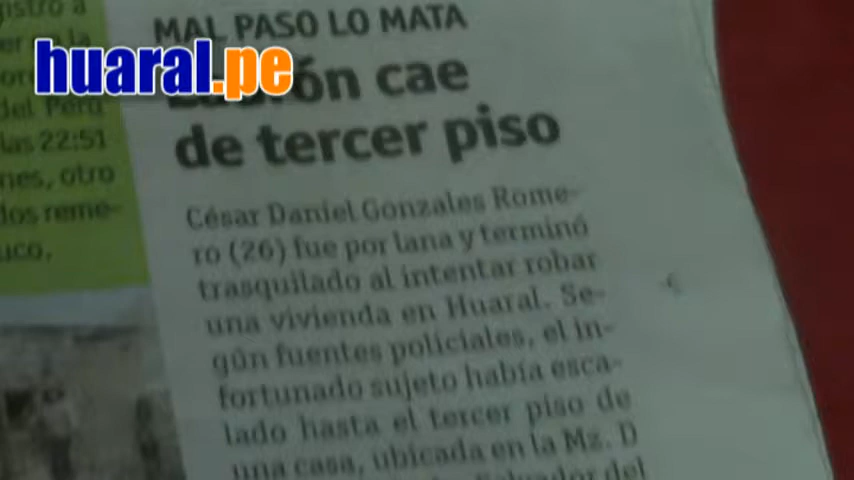 huaral.pe
MAL PASO LO MATA
Ladrón cae
de tercer piso
César Daniel Gonzales Rome-
ro (26) fue por lana y terminó
trasquilado al intentar robar
una vivienda en Huaral. Se-
gún fuentes policiales, el in-
fortunado sujeto había esca-
lado hasta el tercer piso de
una casa, ubicada en la Mz. D
Salvador del
del Perú
las 22:51
nes, otro
dos reme-
uco,